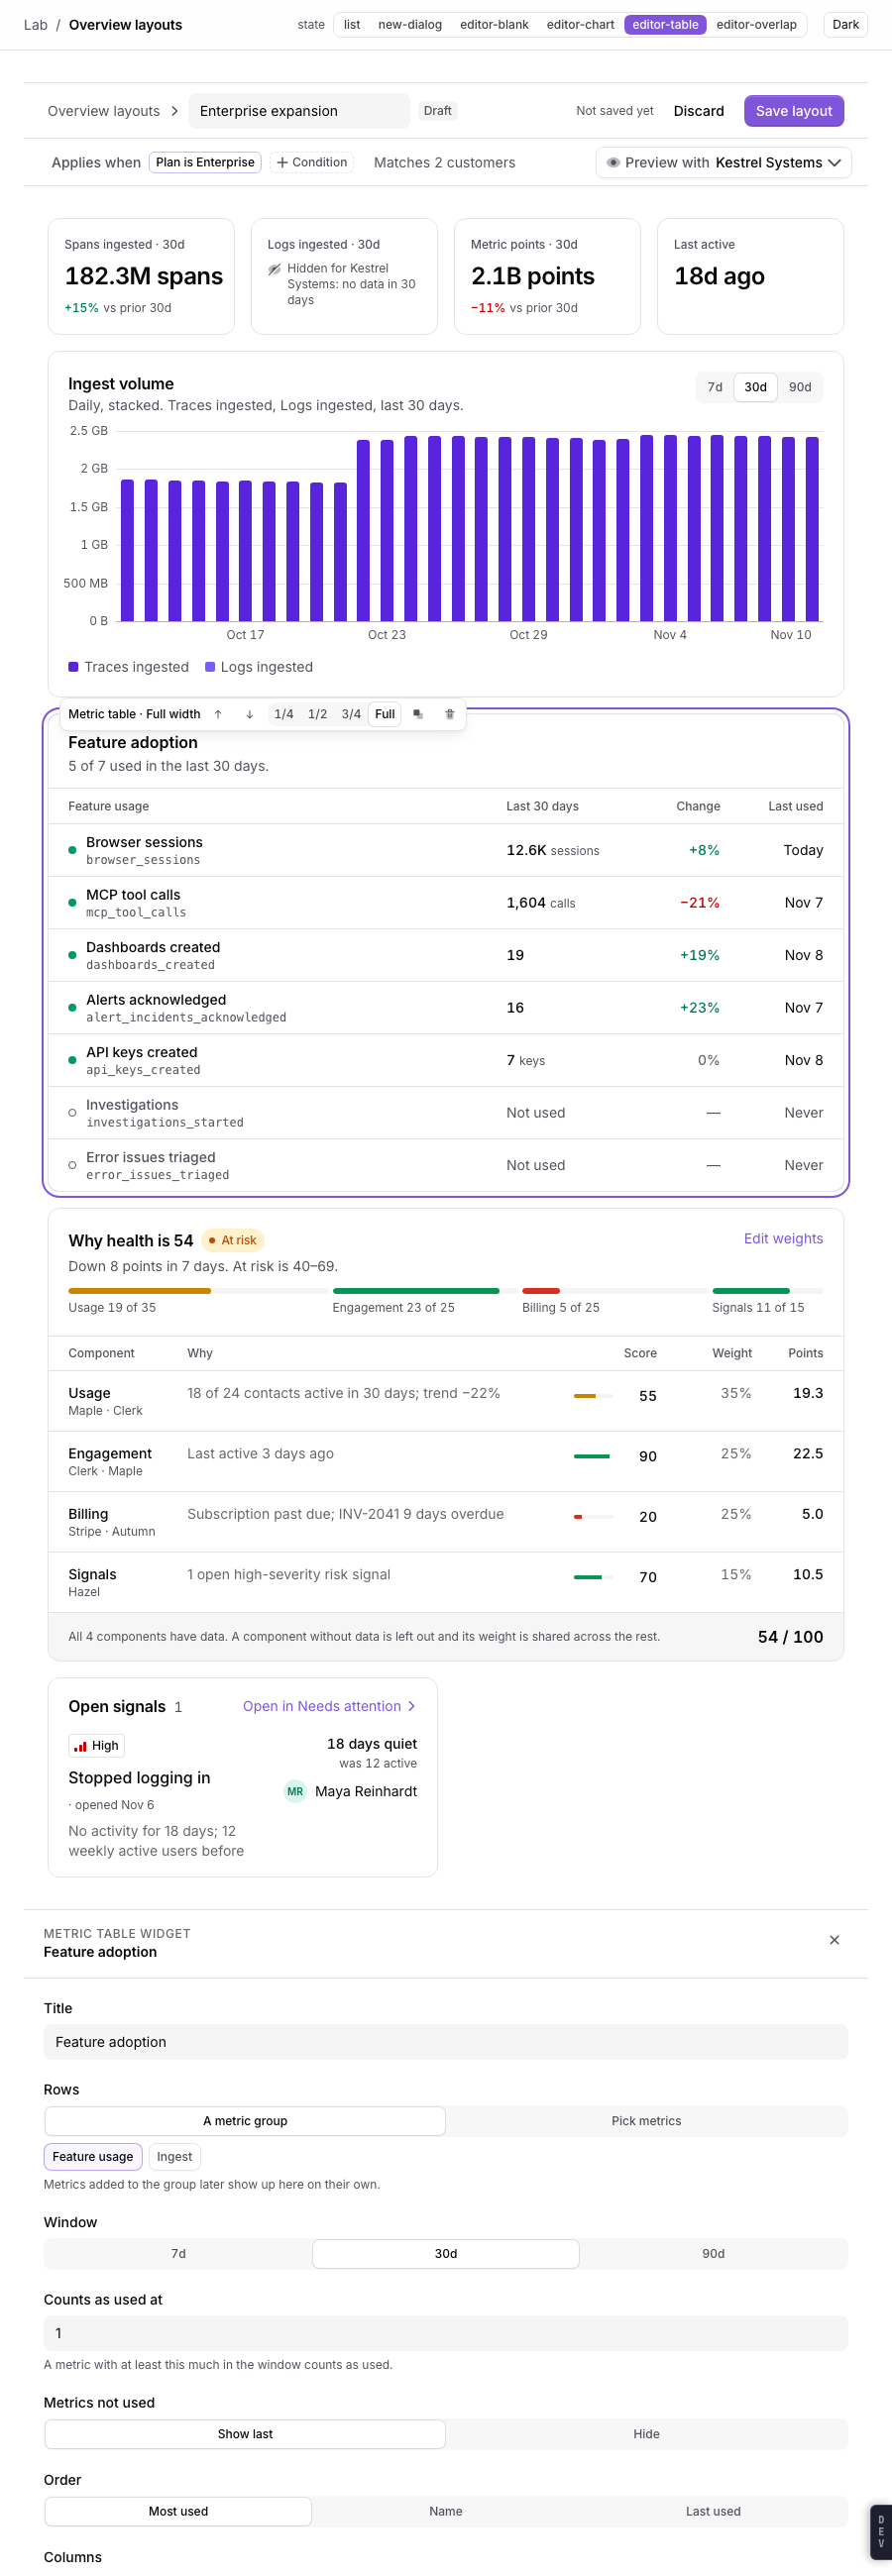 Lab / Overview layouts
state list new-dialog editor-blank editor-chart editor-table editor-overlap Dark
Overview layouts Enterprise expansion Draft Not saved yet Discard Save layout
Applies when Plan is Enterprise + Condition Matches 2 customers Preview with Kestrel Systems
Spans ingested · 30d
182.3M spans
+15% vs prior 30d
Logs ingested · 30d
Hidden for Kestrel
Systems: no data in 30
days
Metric points · 30d
2.1B points
−11% vs prior 30d
Last active
18d ago
Ingest volume
Daily, stacked. Traces ingested, Logs ingested, last 30 days.
7d 30d 90d
2.5 GB
2 GB
1.5 GB
1 GB
500 MB
0 B
Oct 17 Oct 23 Oct 29 Nov 4 Nov 10
Traces ingested Logs ingested
Metric table · Full width ↑ ↓ 1/4 1/2 3/4 Full
Feature adoption
5 of 7 used in the last 30 days.
Feature usage Last 30 days Change Last used
Browser sessions
browser_sessions
12.6K sessions +8% Today
MCP tool calls
mcp_tool_calls
1,604 calls −21% Nov 7
Dashboards created
dashboards_created
19 +19% Nov 8
Alerts acknowledged
alert_incidents_acknowledged
16 +23% Nov 7
API keys created
api_keys_created
7 keys 0% Nov 8
Investigations
investigations_started
Not used — Never
Error issues triaged
error_issues_triaged
Not used — Never
Why health is 54 At risk Edit weights
Down 8 points in 7 days. At risk is 40–69.
Usage 19 of 35 Engagement 23 of 25 Billing 5 of 25 Signals 11 of 15
Component Why Score Weight Points
Usage 18 of 24 contacts active in 30 days; trend −22% 55 35% 19.3
Maple · Clerk
Engagement Last active 3 days ago 90 25% 22.5
Clerk · Maple
Billing Subscription past due; INV-2041 9 days overdue 20 25% 5.0
Stripe · Autumn
Signals 1 open high-severity risk signal 70 15% 10.5
Hazel
All 4 components have data. A component without data is left out and its weight is shared across the rest. 54 / 100
Open signals 1 Open in Needs attention
High
Stopped logging in
· opened Nov 6
No activity for 18 days; 12
weekly active users before
18 days quiet
was 12 active
MR Maya Reinhardt
METRIC TABLE WIDGET
Feature adoption
Title
Feature adoption
Rows
A metric group Pick metrics
Feature usage Ingest
Metrics added to the group later show up here on their own.
Window
7d 30d 90d
Counts as used at
1
A metric with at least this much in the window counts as used.
Metrics not used
Show last Hide
Order
Most used Name Last used
Columns
DEV